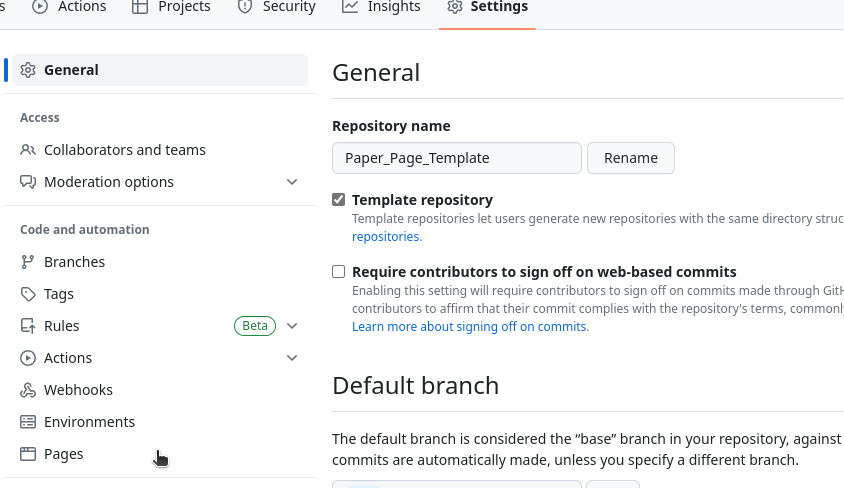 s Actions Projects Security Insights Settings
General
Access
Collaborators and teams
Moderation options
Code and automation
Branches
Tags
Rules Beta
Actions
Webhooks
Environments
Pages
General
Repository name
Paper_Page_Template Rename
Template repository
Template repositories let users generate new repositories with the same directory struc
repositories.
Require contributors to sign off on web-based commits
Enabling this setting will require contributors to sign off on commits made through GitH
contributors to affirm that their commit complies with the repository's terms, commonly
Learn more about signing off on commits.
Default branch
The default branch is considered the “base” branch in your repository, against
commits are automatically made, unless you specify a different branch.